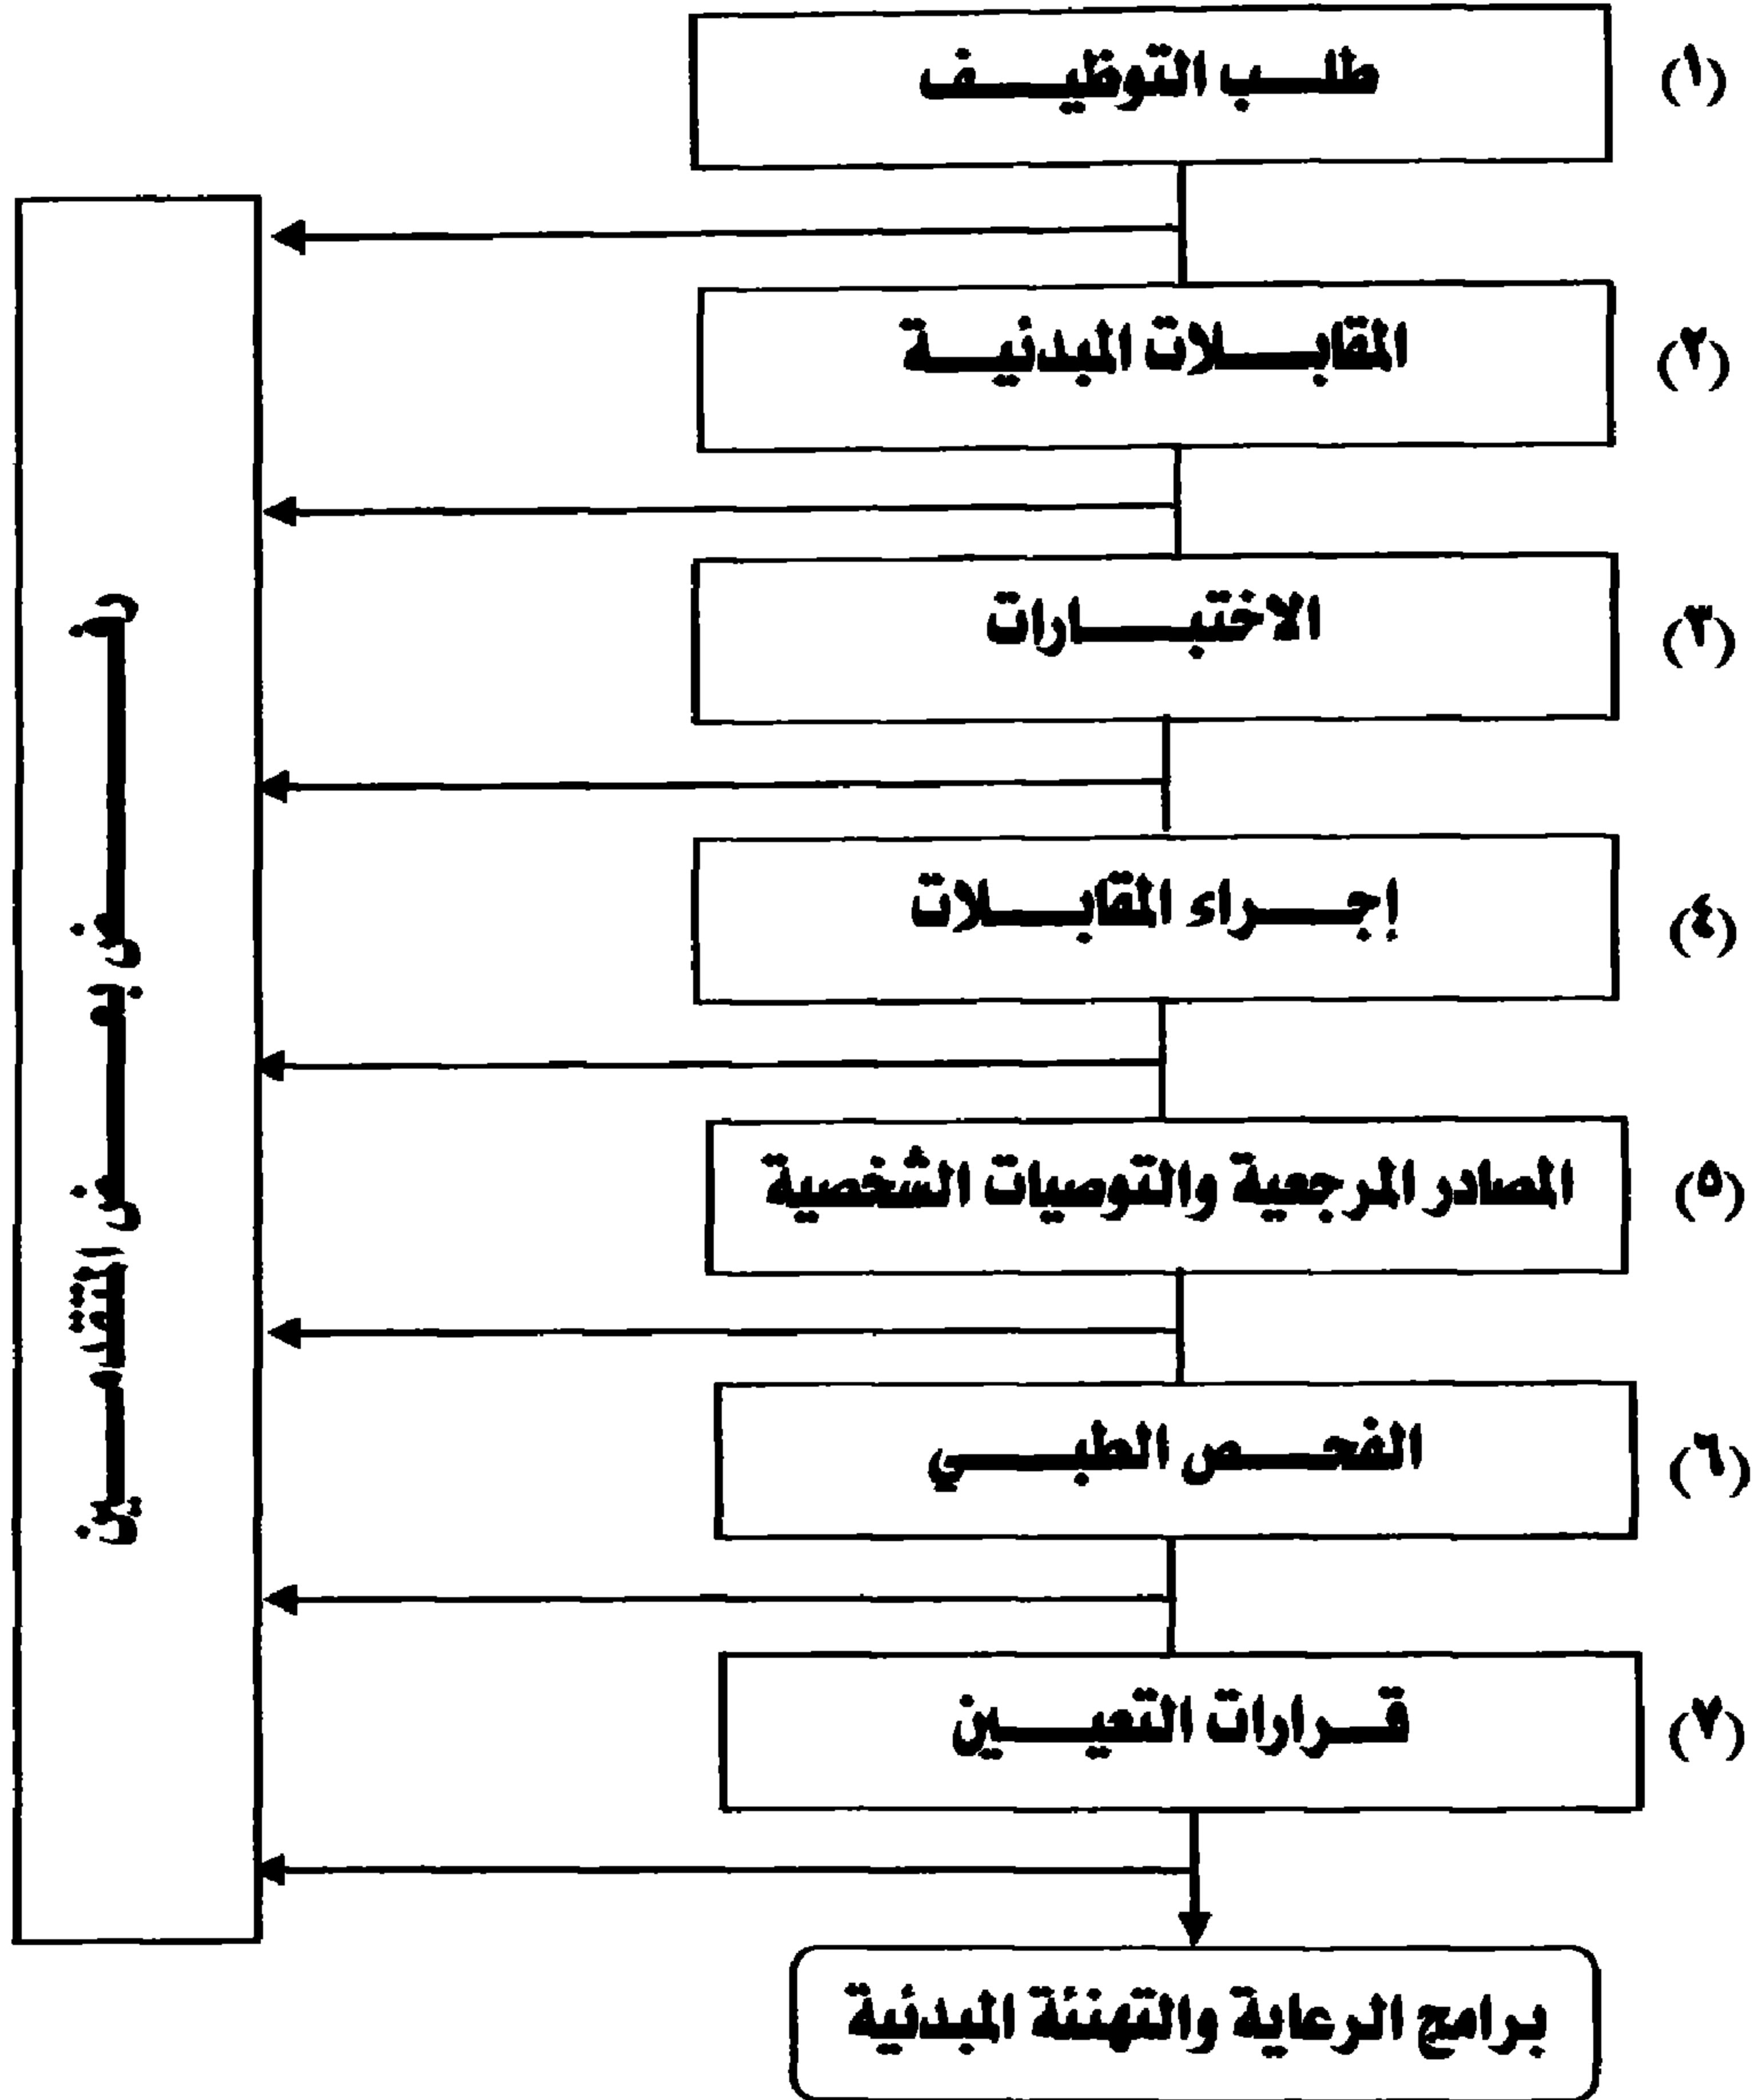 (١) طلب التوظيف
(٢) المقابلات المبدئية
(٣) الاختبارات
(٤) إجراء المقابلات
(٥) المصادر المرجعية والتوصيات الشخصية
(٦) الفحص الطبي
(٧) قرارات التعيين
برامج الرعاية والتهيئة المبدئية
رفض بعض المتقدمين